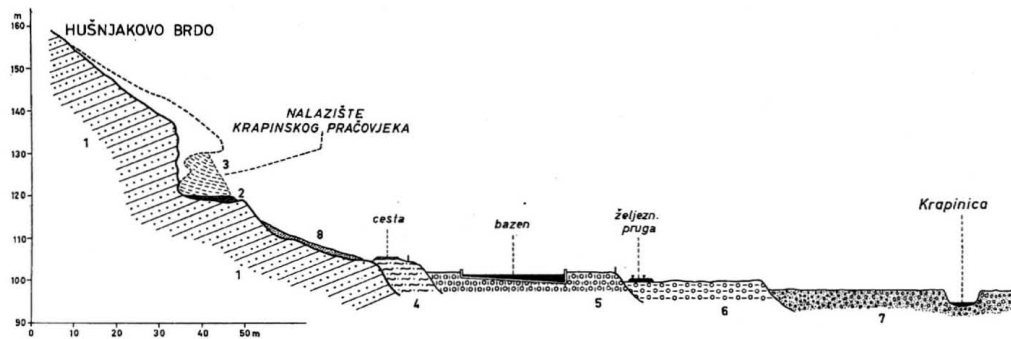 m
160
HUŠNJAKOVO BRDO
150
140
NALAZIŠTE
KRAPINSKOG PRAČOVJEKA
1
130
3
120
2
Krapinica
cesta
bazen
željezn.
pruga
110
8
1
100
4
5
6
7
90
0 10 20 30 40 50 m